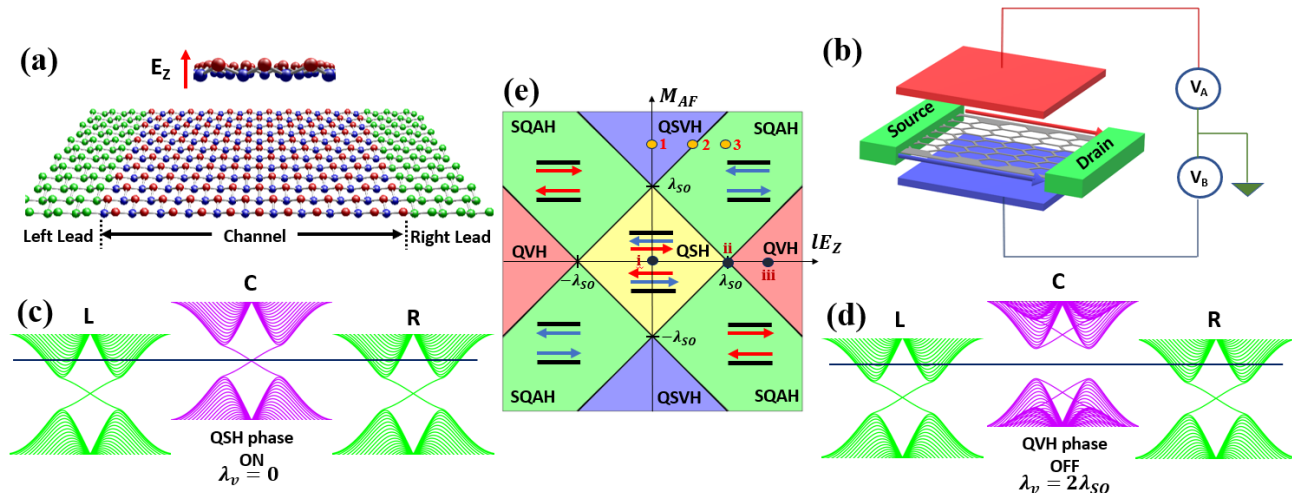 (a)
E_Z
Left Lead
Channel
Right Lead
(e)
M_AF
SQAH
QSVH
SQAH
1
2
3
λ_SO
QVH
QSH
QVH
lE_Z
i
ii
iii
−λ_SO
λ_SO
−λ_SO
SQAH
QSVH
SQAH
(b)
Source
Drain
V_A
V_B
(c)
L
C
R
QSH phase
ON
λ_v = 0
(d)
L
C
R
QVH phase
OFF
λ_v = 2λ_SO